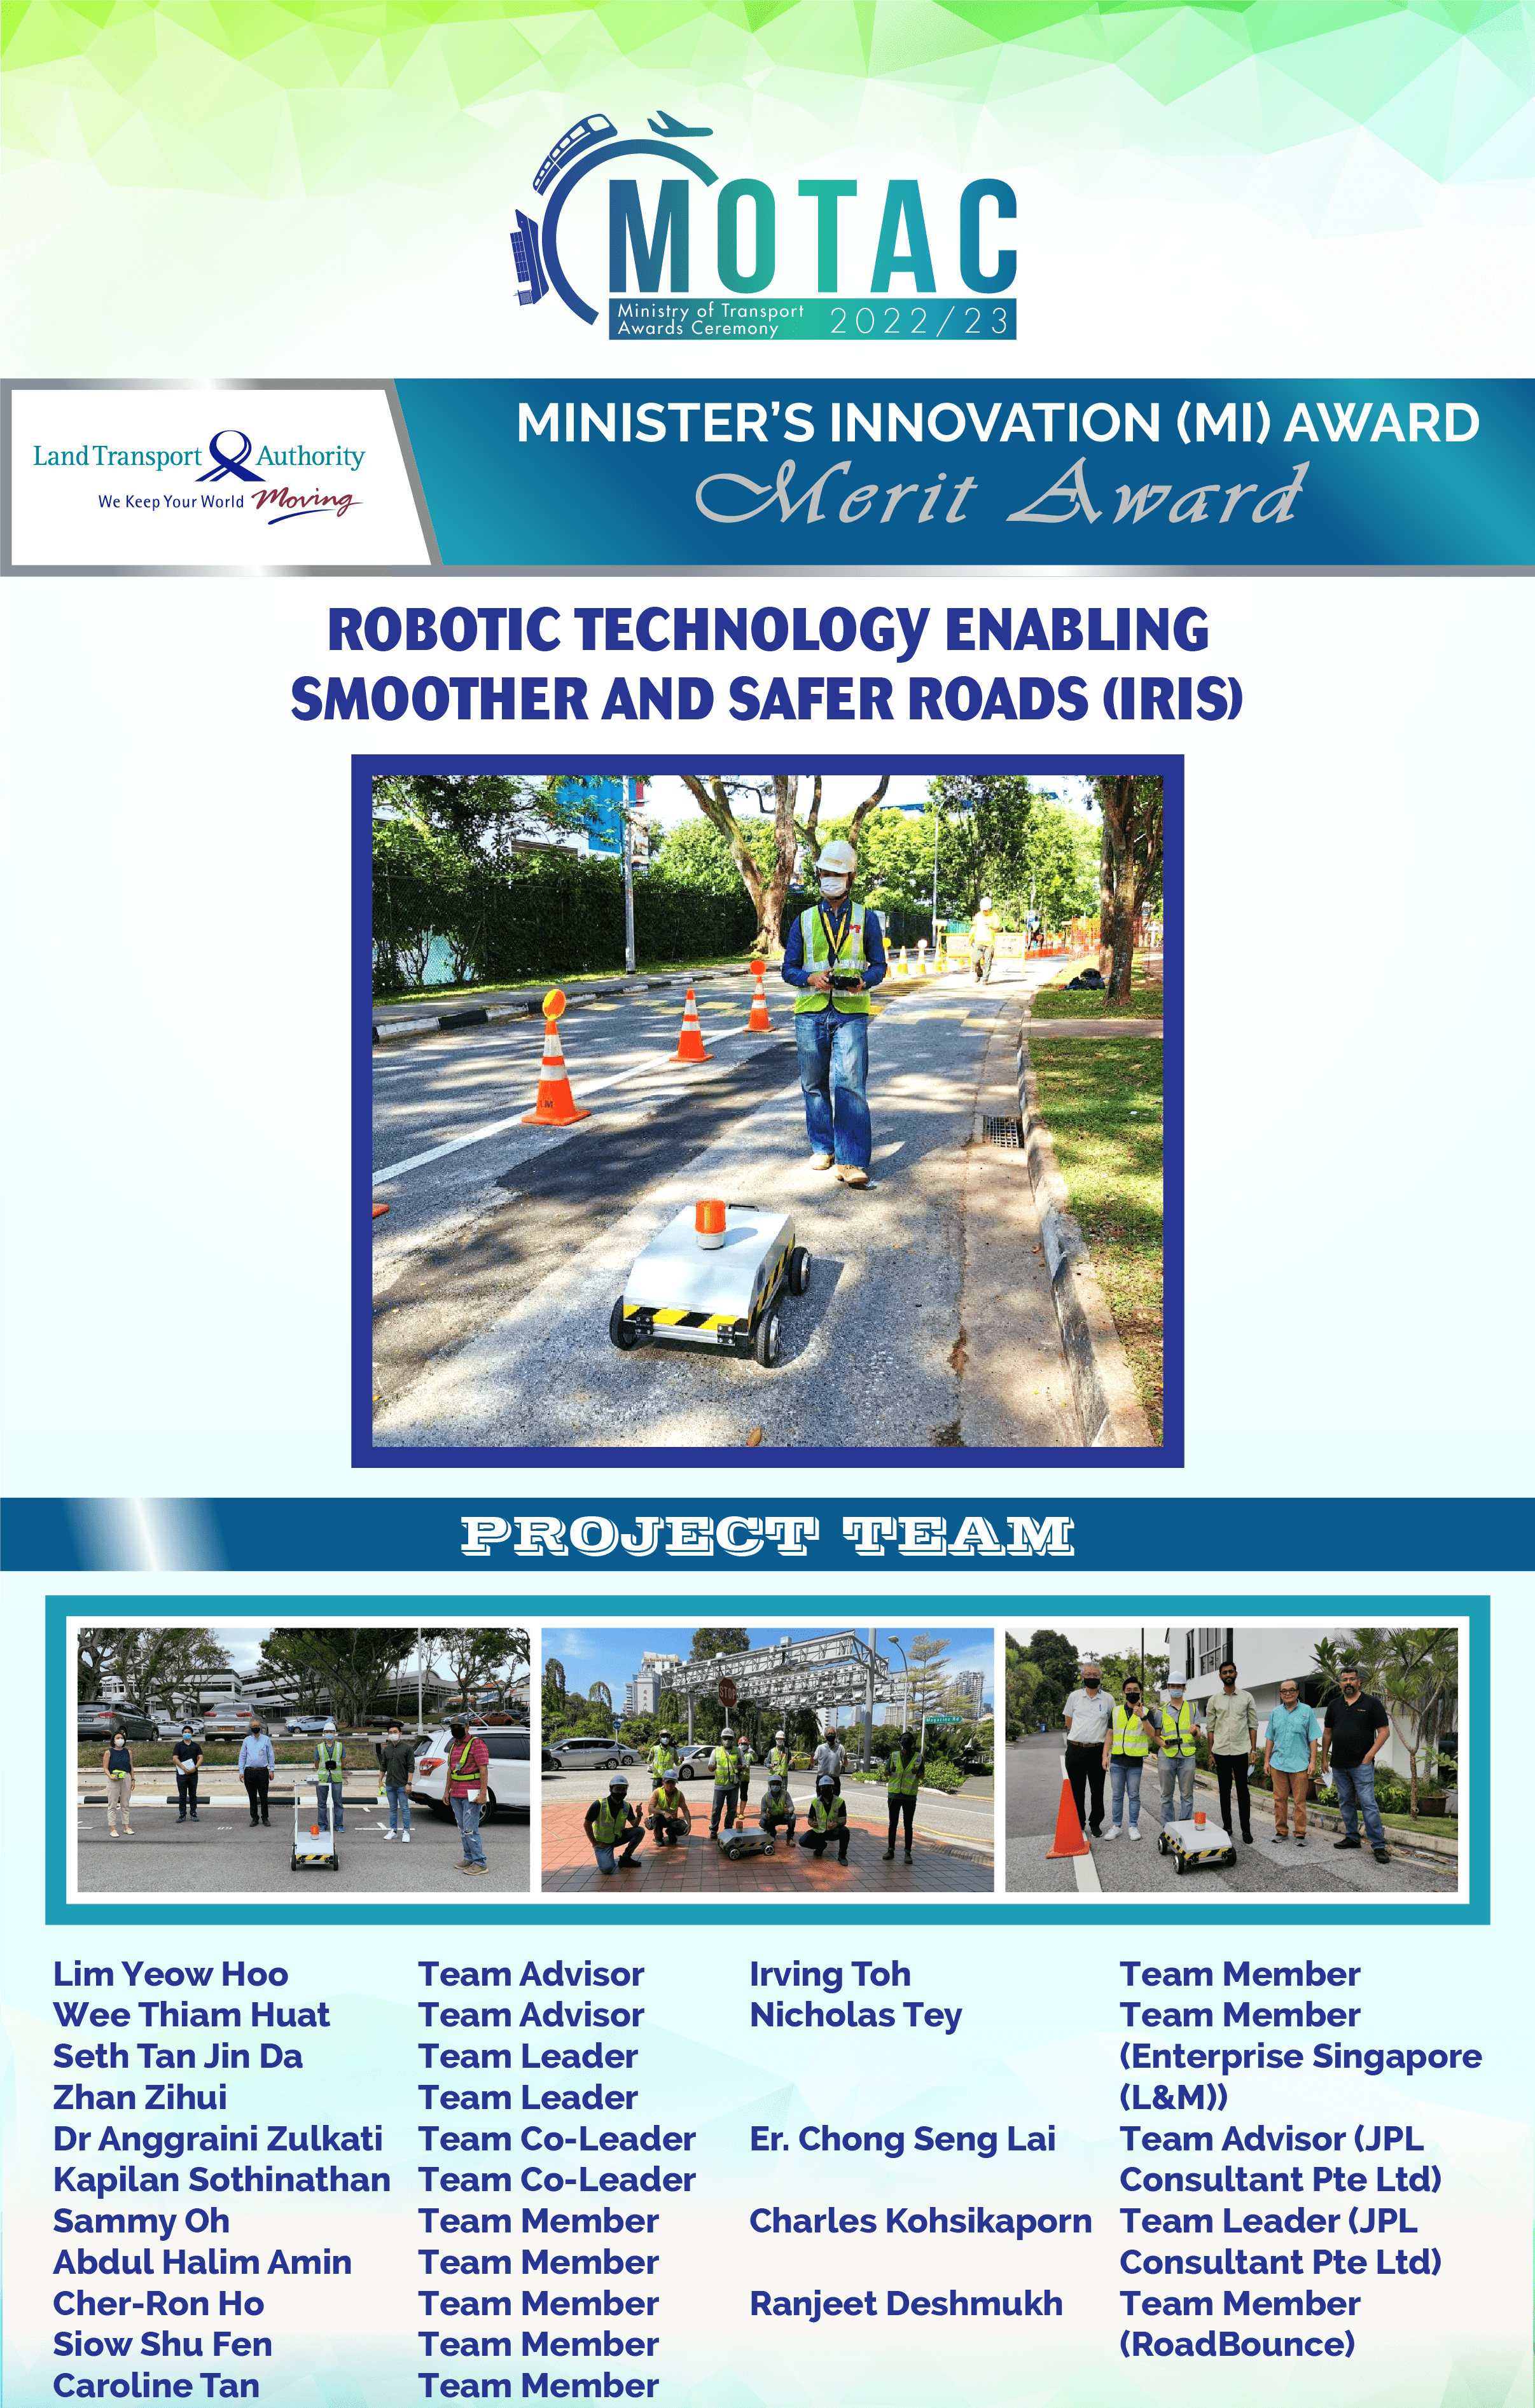 MOTAC
Ministry of Transport
Awards Ceremony
2022/23
Land Transport Authority
We Keep Your World Moving
MINISTER'S INNOVATION (MI) AWARD
Merit Award
ROBOTIC TECHNOLOGY ENABLING
SMOOTHER AND SAFER ROADS (IRIS)
LM
PROJECT TEAM
STOP
Magazine Rd
Lim Yeow Hoo Team Advisor
Wee Thiam Huat Team Advisor
Seth Tan Jin Da Team Leader
Zhan Zihui Team Leader
Dr Anggraini Zulkati Team Co-Leader
Kapilan Sothinathan Team Co-Leader
Sammy Oh Team Member
Abdul Halim Amin Team Member
Cher-Ron Ho Team Member
Siow Shu Fen Team Member
Caroline Tan Team Member
Irving Toh Team Member
Nicholas Tey Team Member
(Enterprise Singapore
(L&M))
Er. Chong Seng Lai Team Advisor (JPL
Consultant Pte Ltd)
Charles Kohsikaporn Team Leader (JPL
Consultant Pte Ltd)
Ranjeet Deshmukh Team Member
(RoadBounce)